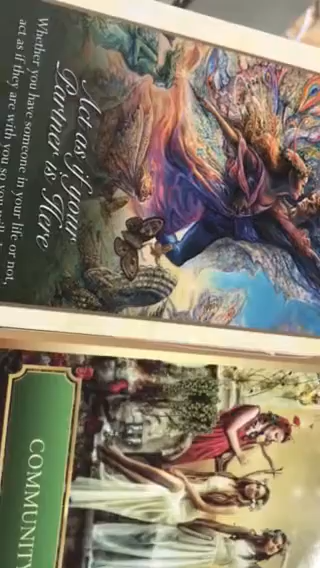 Act as if your
Partner is Here
Whether you have someone in your life or not,
act as if they are with you so you will
COMMUNITY